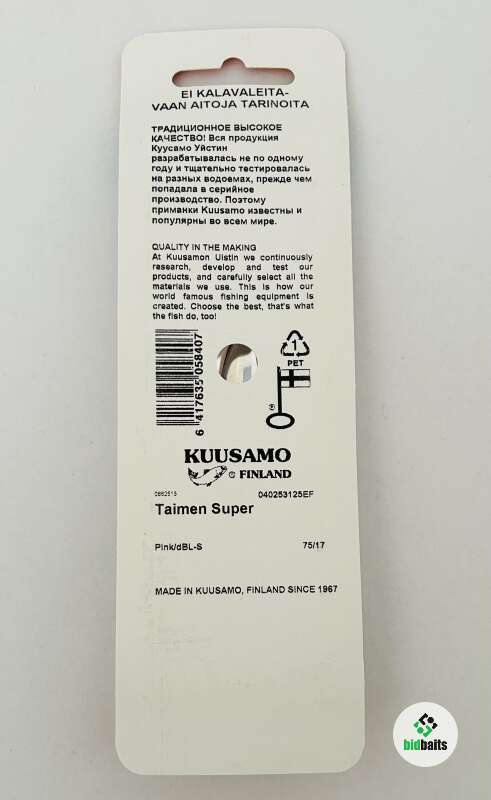 EI KALAVALEITA-
VAAN AITOJA TARINOITA
ТРАДИЦИОННОЕ ВЫСОКОЕ
КАЧЕСТВО! Вся продукция
Куусамо Уйстин
разрабатывалась не по одному
году и тщательно тестировалась
на разных водоемах, прежде чем
попадала в серийное
производство. Поэтому
приманки Kuusamo известны и
популярны во всем мире.
QUALITY IN THE MAKING
At Kuusamon Uistin we continously
research, develop and test our
products, and carefully select all the
materials we use. This is how our
world famous fishing equipment is
created. Choose the best, that's what
the fish do, too!
6 417635 058407
1
PET
KUUSAMO
® FINLAND
0662513 040253125EF
Taimen Super
Pink/dBL-S 75/17
MADE IN KUUSAMO, FINLAND SINCE 1967
bidbaits